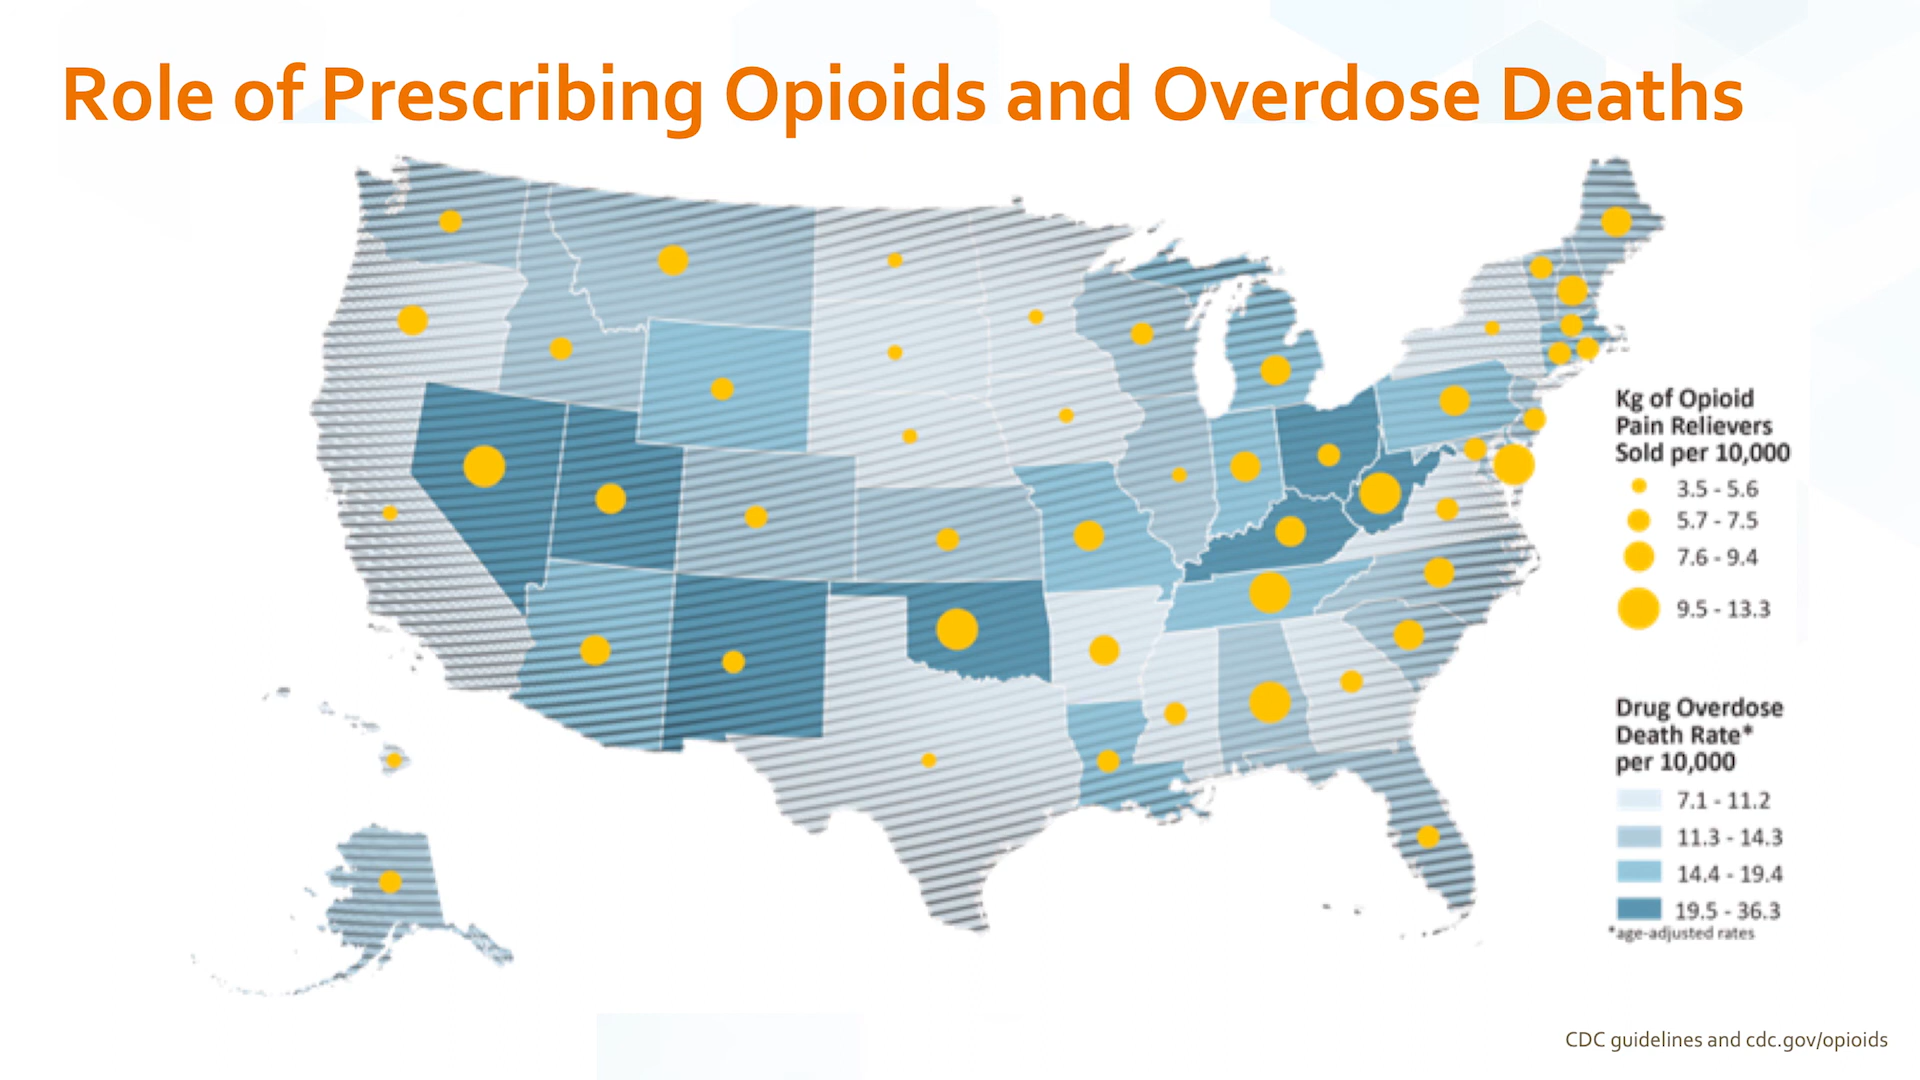 Role of Prescribing Opioids and Overdose Deaths
Kg of Opioid
Pain Relievers
Sold per 10,000
3.5 - 5.6
5.7 - 7.5
7.6 - 9.4
9.5 - 13.3
Drug Overdose
Death Rate*
per 10,000
7.1 - 11.2
11.3 - 14.3
14.4 - 19.4
19.5 - 36.3
*age-adjusted rates
CDC guidelines and cdc.gov/opioids